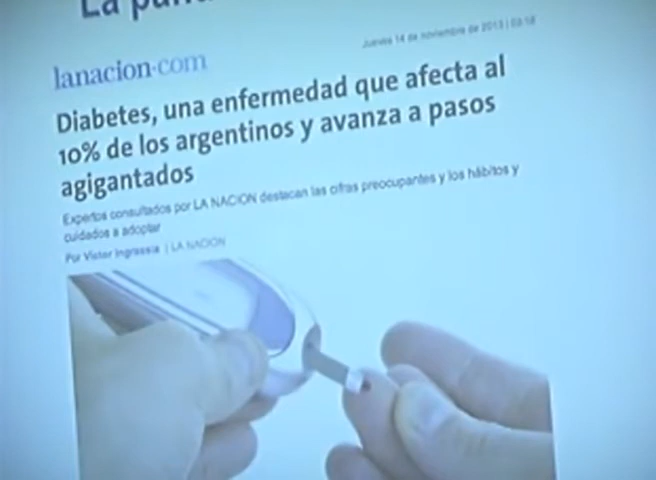 La
lanacion.com
Jueves 14 de noviembre de 2013 | 03:18
Diabetes, una enfermedad que afecta al
10% de los argentinos y avanza a pasos
agigantados
Expertos consultados por LA NACION destacan las cifras preocupantes y los hábitos y
cuidados a adoptar
Por Víctor Ingrassia | LA NACION